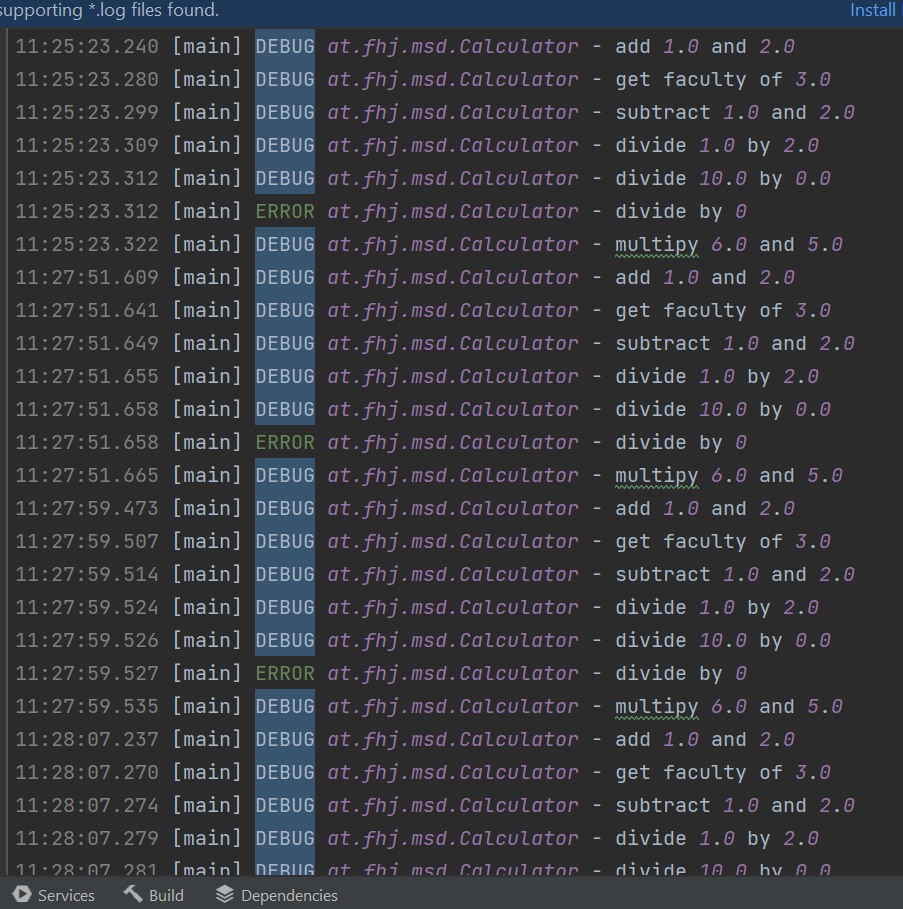 supporting *.log files found. Install
11:25:23.240 [main] DEBUG at.fhj.msd.Calculator - add 1.0 and 2.0
11:25:23.280 [main] DEBUG at.fhj.msd.Calculator - get faculty of 3.0
11:25:23.299 [main] DEBUG at.fhj.msd.Calculator - subtract 1.0 and 2.0
11:25:23.309 [main] DEBUG at.fhj.msd.Calculator - divide 1.0 by 2.0
11:25:23.312 [main] DEBUG at.fhj.msd.Calculator - divide 10.0 by 0.0
11:25:23.312 [main] ERROR at.fhj.msd.Calculator - divide by 0
11:25:23.322 [main] DEBUG at.fhj.msd.Calculator - multipy 6.0 and 5.0
11:27:51.609 [main] DEBUG at.fhj.msd.Calculator - add 1.0 and 2.0
11:27:51.641 [main] DEBUG at.fhj.msd.Calculator - get faculty of 3.0
11:27:51.649 [main] DEBUG at.fhj.msd.Calculator - subtract 1.0 and 2.0
11:27:51.655 [main] DEBUG at.fhj.msd.Calculator - divide 1.0 by 2.0
11:27:51.658 [main] DEBUG at.fhj.msd.Calculator - divide 10.0 by 0.0
11:27:51.658 [main] ERROR at.fhj.msd.Calculator - divide by 0
11:27:51.665 [main] DEBUG at.fhj.msd.Calculator - multipy 6.0 and 5.0
11:27:59.473 [main] DEBUG at.fhj.msd.Calculator - add 1.0 and 2.0
11:27:59.507 [main] DEBUG at.fhj.msd.Calculator - get faculty of 3.0
11:27:59.514 [main] DEBUG at.fhj.msd.Calculator - subtract 1.0 and 2.0
11:27:59.524 [main] DEBUG at.fhj.msd.Calculator - divide 1.0 by 2.0
11:27:59.526 [main] DEBUG at.fhj.msd.Calculator - divide 10.0 by 0.0
11:27:59.527 [main] ERROR at.fhj.msd.Calculator - divide by 0
11:27:59.535 [main] DEBUG at.fhj.msd.Calculator - multipy 6.0 and 5.0
11:28:07.237 [main] DEBUG at.fhj.msd.Calculator - add 1.0 and 2.0
11:28:07.270 [main] DEBUG at.fhj.msd.Calculator - get faculty of 3.0
11:28:07.274 [main] DEBUG at.fhj.msd.Calculator - subtract 1.0 and 2.0
11:28:07.279 [main] DEBUG at.fhj.msd.Calculator - divide 1.0 by 2.0
11:28:07.281 [main] DEBUG at.fhj.msd.Calculator - divide 10.0 by 0.0
Services Build Dependencies